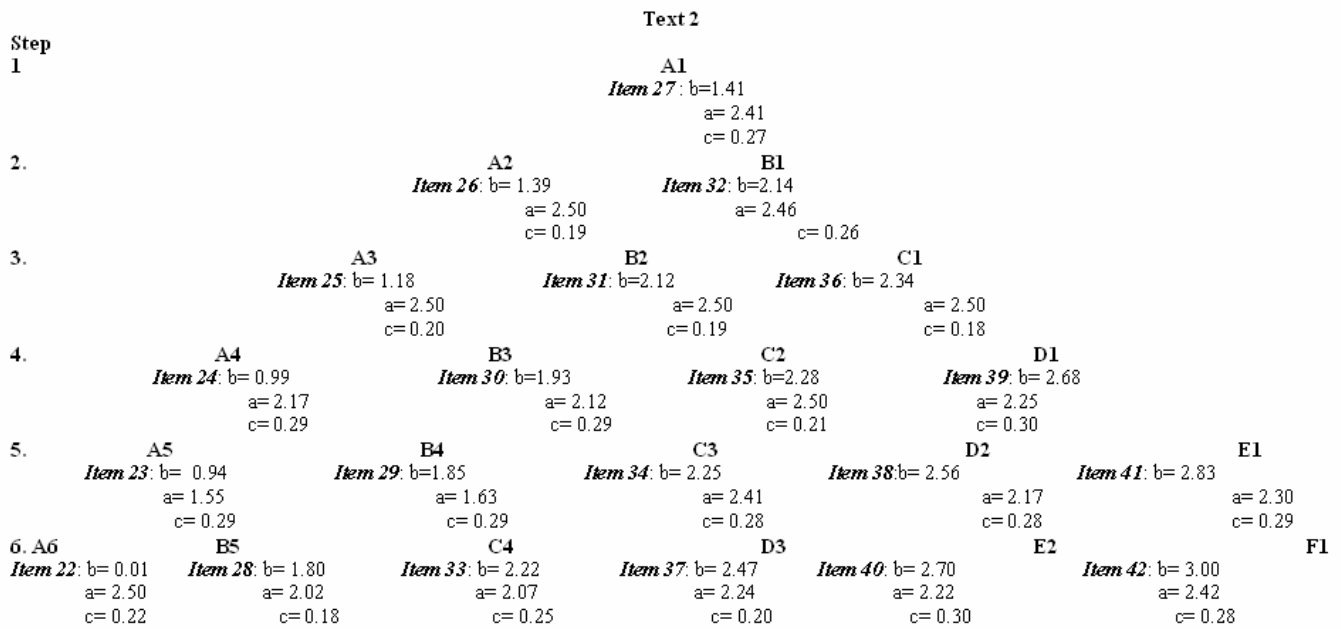 Text 2
Step
1 A1
Item 27: b=1.41
a= 2.41
c= 0.27
2. A2 B1
Item 26: b= 1.39 Item 32: b=2.14
a= 2.50 a= 2.46
c= 0.19 c= 0.26
3. A3 B2 C1
Item 25: b= 1.18 Item 31: b=2.12 Item 36: b= 2.34
a= 2.50 a= 2.50 a= 2.50
c= 0.20 c= 0.19 c= 0.18
4. A4 B3 C2 D1
Item 24: b= 0.99 Item 30: b=1.93 Item 35: b=2.28 Item 39: b= 2.68
a= 2.17 a= 2.12 a= 2.50 a= 2.25
c= 0.29 c= 0.29 c= 0.21 c= 0.30
5. A5 B4 C3 D2 E1
Item 23: b= 0.94 Item 29: b=1.85 Item 34: b= 2.25 Item 38:b= 2.56 Item 41: b= 2.83
a= 1.55 a= 1.63 a= 2.41 a= 2.17 a= 2.30
c= 0.29 c= 0.29 c= 0.28 c= 0.28 c= 0.29
6. A6 B5 C4 D3 E2 F1
Item 22: b= 0.01 Item 28: b= 1.80 Item 33: b= 2.22 Item 37: b= 2.47 Item 40: b= 2.70 Item 42: b= 3.00
a= 2.50 a= 2.02 a= 2.07 a= 2.24 a= 2.22 a= 2.42
c= 0.22 c= 0.18 c= 0.25 c= 0.20 c= 0.30 c= 0.28